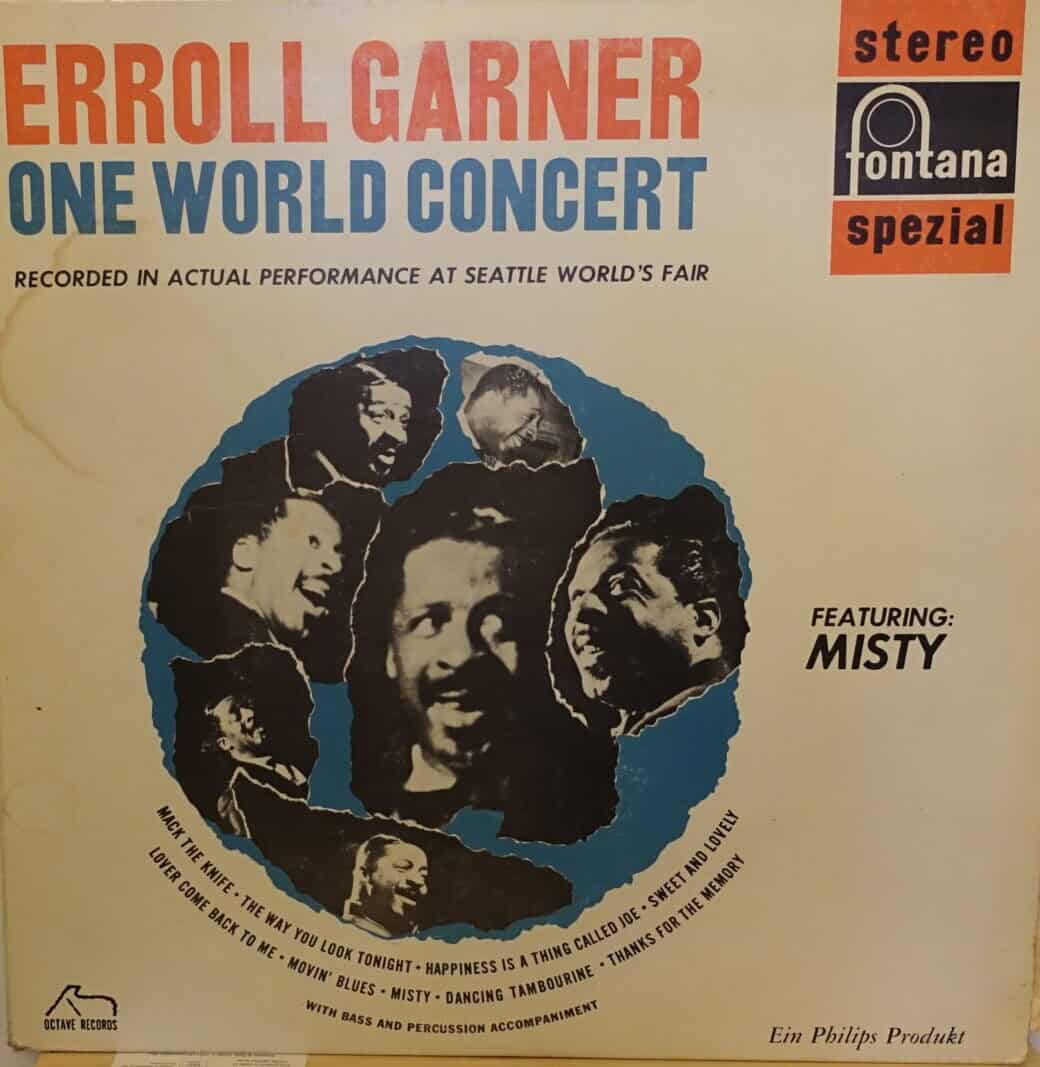 ERROLL GARNER
ONE WORLD CONCERT
RECORDED IN ACTUAL PERFORMANCE AT SEATTLE WORLD'S FAIR
stereo
fontana
spezial
FEATURING:
MISTY
MACK THE KNIFE • THE WAY YOU LOOK TONIGHT • HAPPINESS IS A THING CALLED JOE • SWEET AND LOVELY
LOVER COME BACK TO ME • MOVIN' BLUES • MISTY • DANCING TAMBOURINE • THANKS FOR THE MEMORY
WITH BASS AND PERCUSSION ACCOMPANIMENT
OCTAVE RECORDS
Ein Philips Produkt